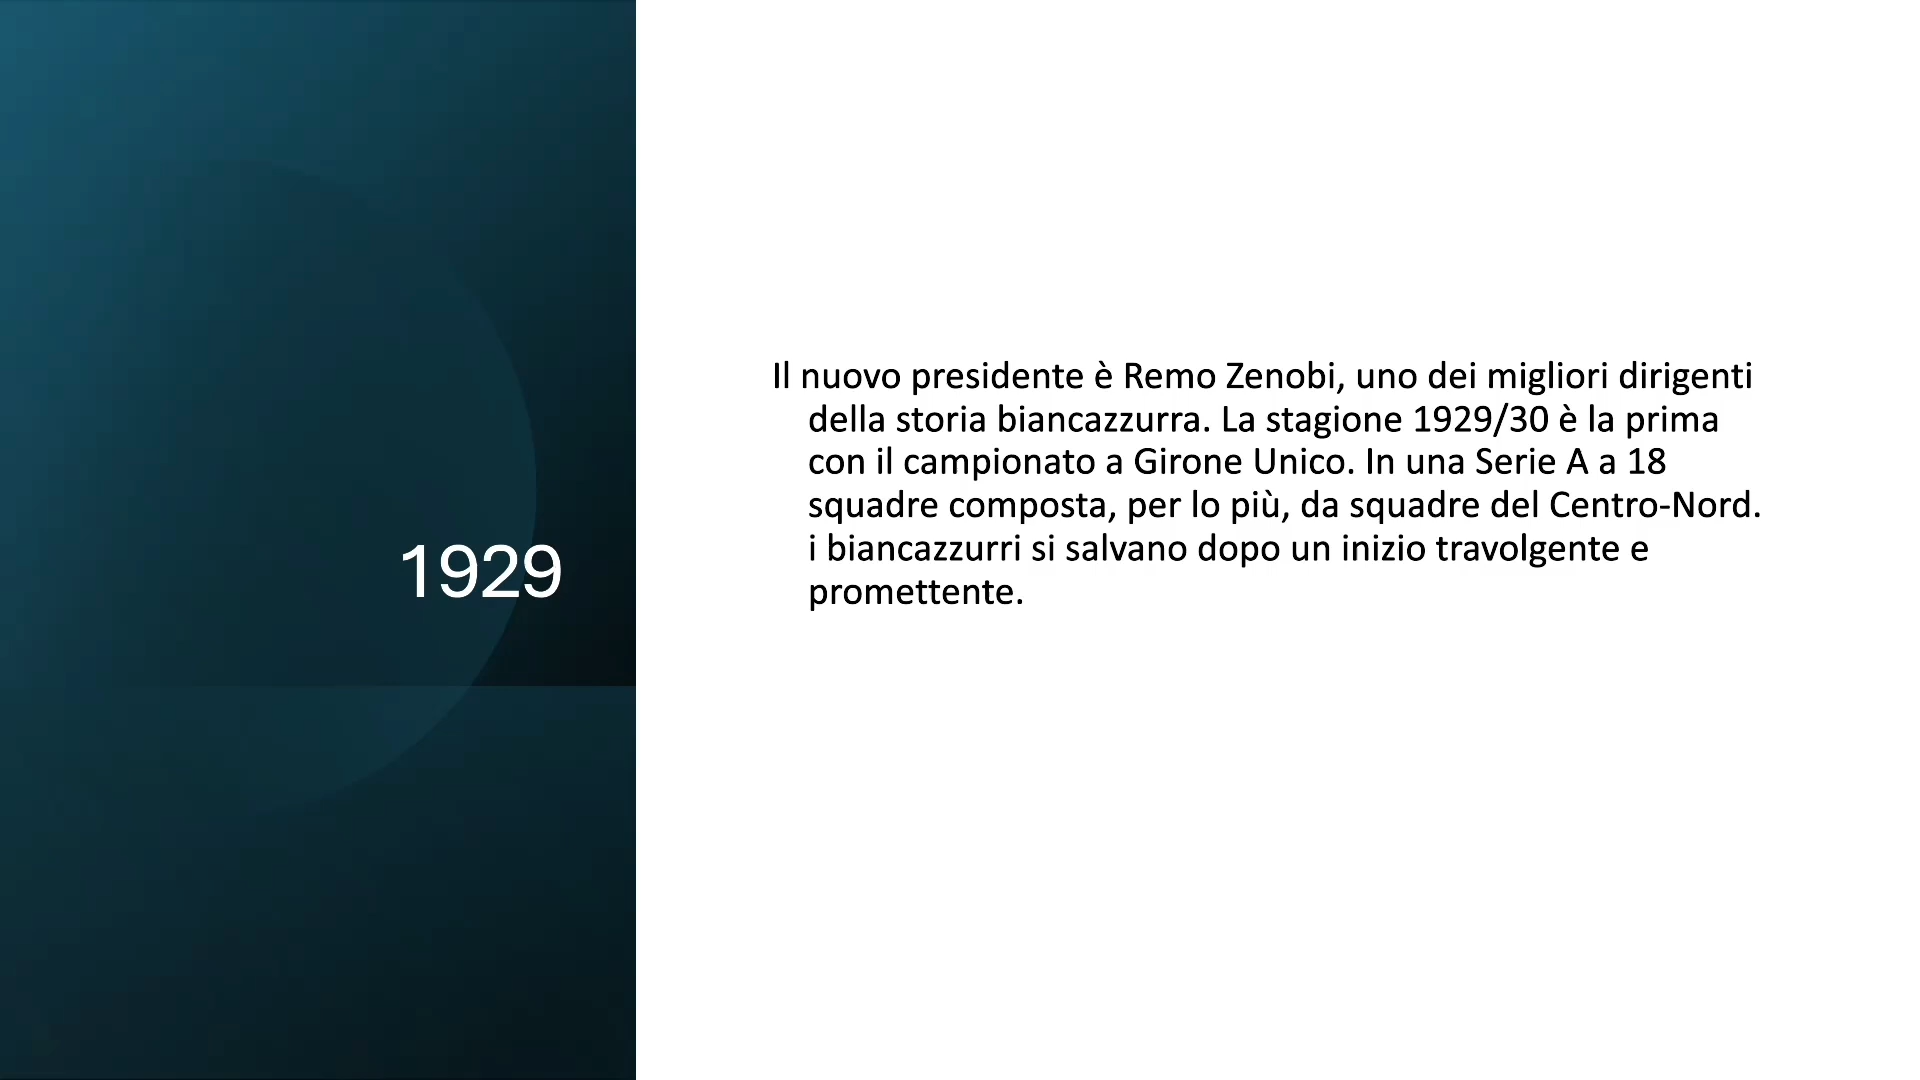 1929
Il nuovo presidente è Remo Zenobi, uno dei migliori dirigenti
della storia biancazzurra. La stagione 1929/30 è la prima
con il campionato a Girone Unico. In una Serie A a 18
squadre composta, per lo più, da squadre del Centro-Nord.
i biancazzurri si salvano dopo un inizio travolgente e
promettente.